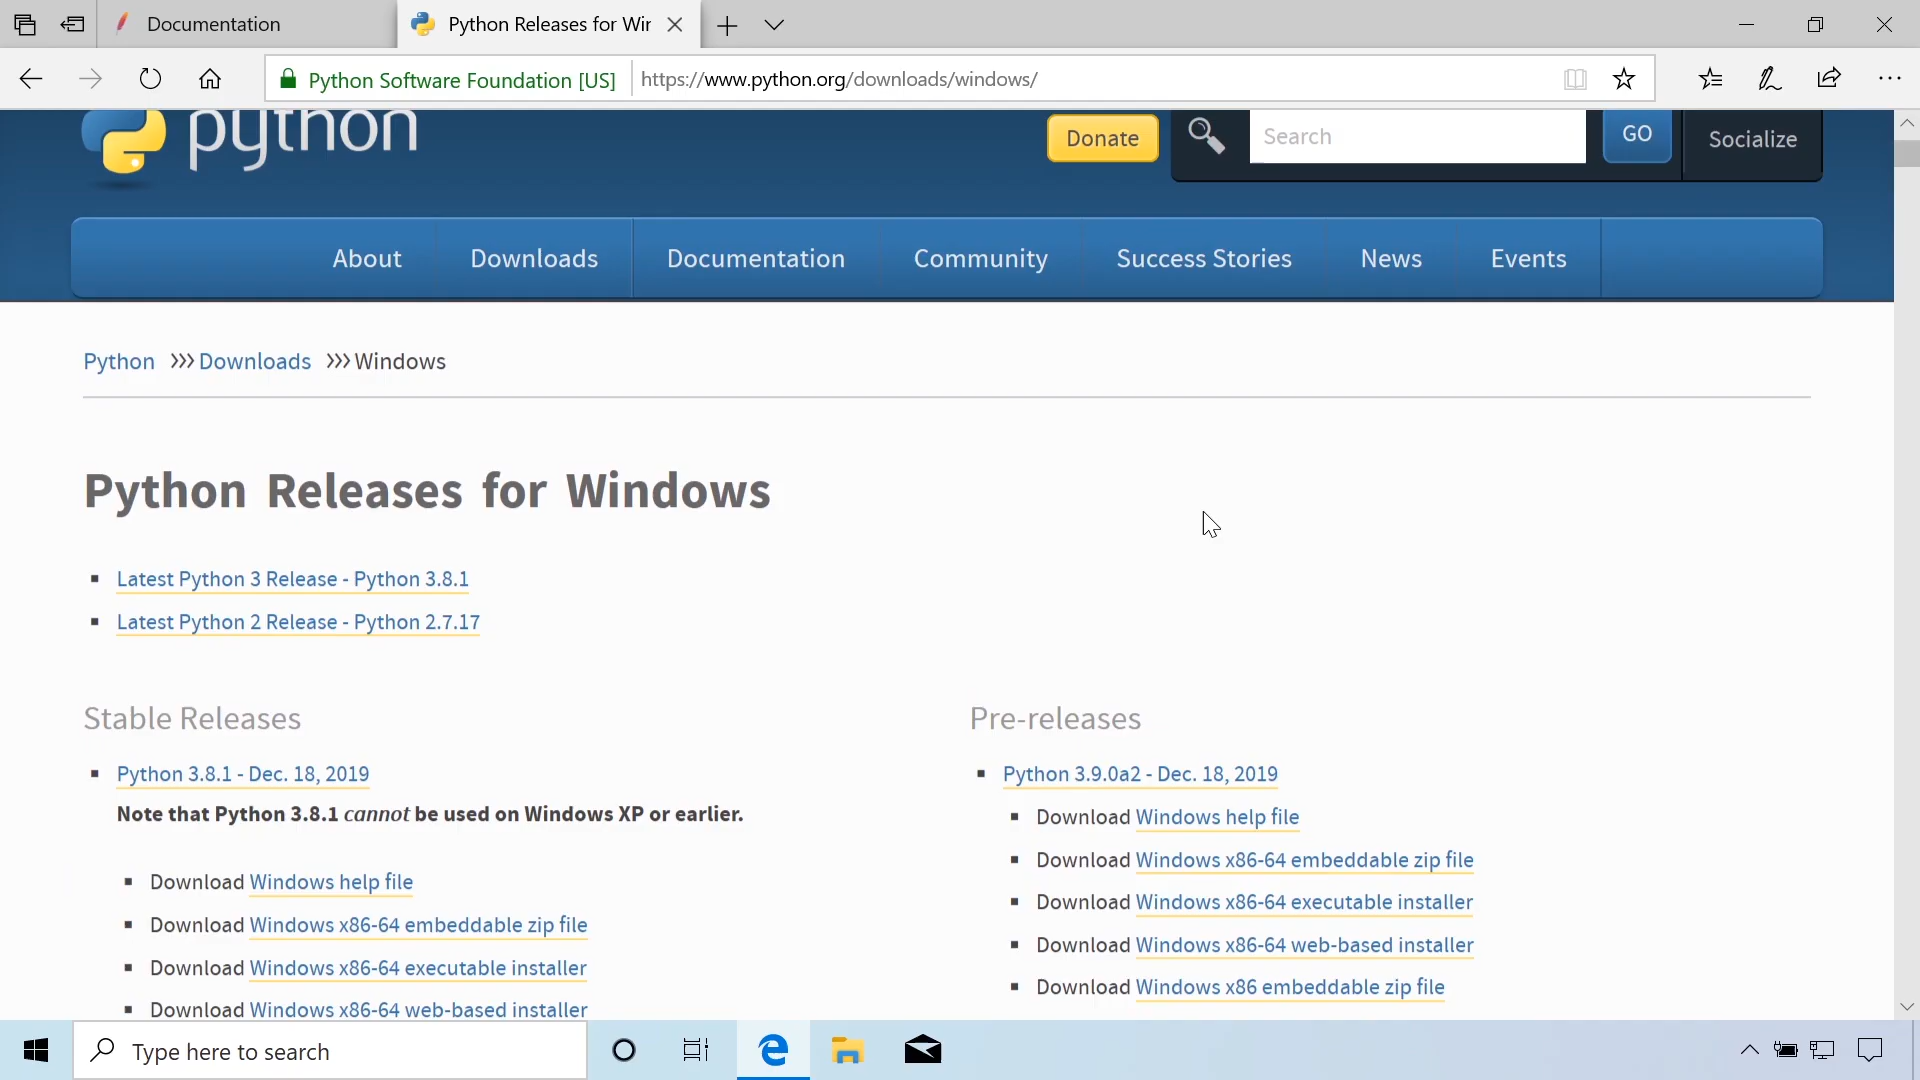 Documentation
Python Releases for Wir
Python Software Foundation [US]
https://www.python.org/downloads/windows/
python
Donate
Search
GO
Socialize
About
Downloads
Documentation
Community
Success Stories
News
Events
Python >>> Downloads >>> Windows
Python Releases for Windows
Latest Python 3 Release - Python 3.8.1
Latest Python 2 Release - Python 2.7.17
Stable Releases
Python 3.8.1 - Dec. 18, 2019
Note that Python 3.8.1 cannot be used on Windows XP or earlier.
Download Windows help file
Download Windows x86-64 embeddable zip file
Download Windows x86-64 executable installer
Download Windows x86-64 web-based installer
Pre-releases
Python 3.9.0a2 - Dec. 18, 2019
Download Windows help file
Download Windows x86-64 embeddable zip file
Download Windows x86-64 executable installer
Download Windows x86-64 web-based installer
Download Windows x86 embeddable zip file
Type here to search